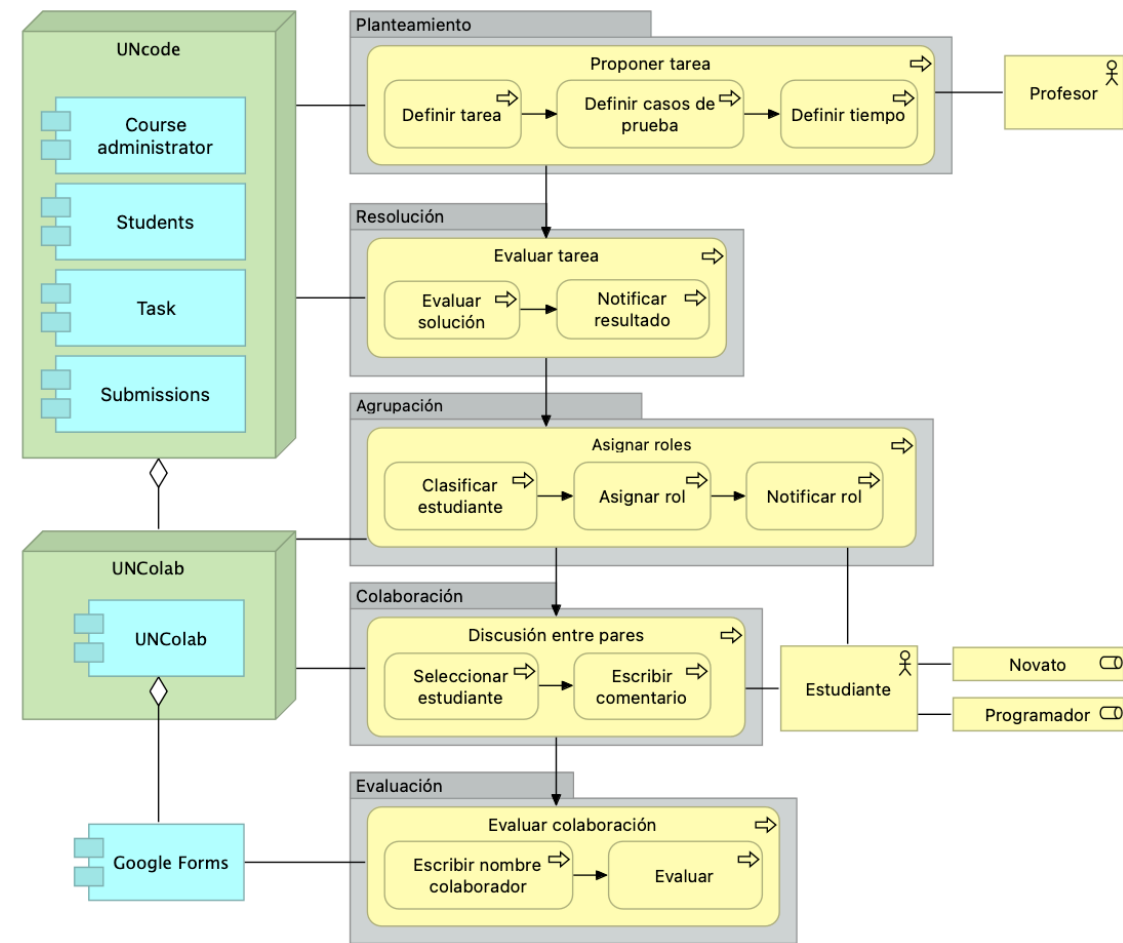 UNcode
Course
administrator
Students
Task
Submissions
UNColab
UNColab
Google Forms
Planteamiento
Proponer tarea
Definir tarea
Definir casos de
prueba
Definir tiempo
Profesor
Resolución
Evaluar tarea
Evaluar
solución
Notificar
resultado
Agrupación
Asignar roles
Clasificar
estudiante
Asignar rol
Notificar rol
Colaboración
Discusión entre pares
Seleccionar
estudiante
Escribir
comentario
Estudiante
Novato
Programador
Evaluación
Evaluar colaboración
Escribir nombre
colaborador
Evaluar